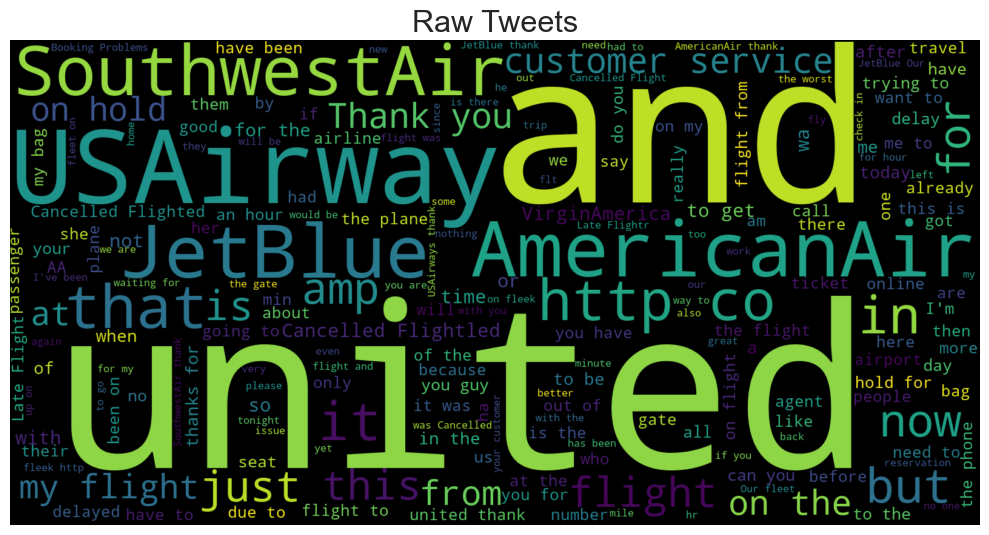 Raw Tweets
Booking Problems
have been
JetBlue thank
need
had to
AmericanAir thank
new
after
travel
SouthwestAir
customer service
and
he
out
Cancelled Flight
the worst
JetBlue Our
have
on hold
them
by
if
Thank you
is there
since
do you
trying to
want to
for
my bag
good
for the
airline
flight was
they
will be
home
fleet on
trip
we
say
on my
really
flight from
wa
fly
check in
delay
me
me to
for hour
today
left
already
USAirway
had
flt
one
this is
Cancelled Flighted
an hour
would be
the plane
some
VirginAmerica
to get
call
am
there
got
she
her
nothing
Late Flightr
your
not
plane
JetBlue
USAirways thank
AmericanAir
too
work
my
passenger
AA
we are
I've been
waiting for
the gate
you are
or
on fleek
our
way to
also
ticket
online
are
I'm
that
is
amp
time
http co
in
at
min
about
will
with you
then
going to
Cancelled Flightled
you have
the flight
a
here
more
airport
day
Late Flight
when
again
of
for my
very
even
flight and
of the
because
minute
great
united
hold for
bag
people
up on
with
no
been on
to go
thanks for
SouthwestAir thank
please
only
you guy
to be
better
on flight
agent
like
back
now
so
it
it was
ha
out of
gate
all
their
tonight
issue
yet
was Cancelled
in the
your customer
is the
with the
has been
if you
need to
reservation
fleek http
seat
us
at the
who
can you
before
the phone
my flight
just
this
from
you for
flight
Our fleet
on the
but
no one
delayed
have to
due to
flight to
united thank
number
mile
hr
to the